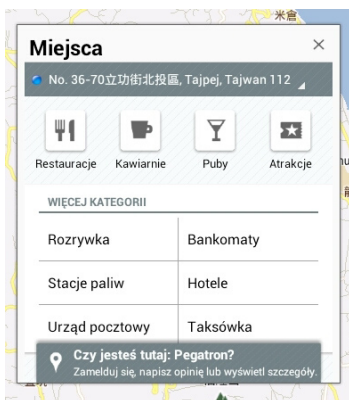 米倉
Miejsca ×
No. 36-70立功街北投區, Tajpej, Tajwan 112
Restauracje Kawiarnie Puby Atrakcje
WIĘCEJ KATEGORII
Rozrywka Bankomaty
Stacje paliw Hotele
Urząd pocztowy Taksówka
Czy jesteś tutaj: Pegatron?
Zamelduj się, napisz opinię lub wyświetl szczegóły.